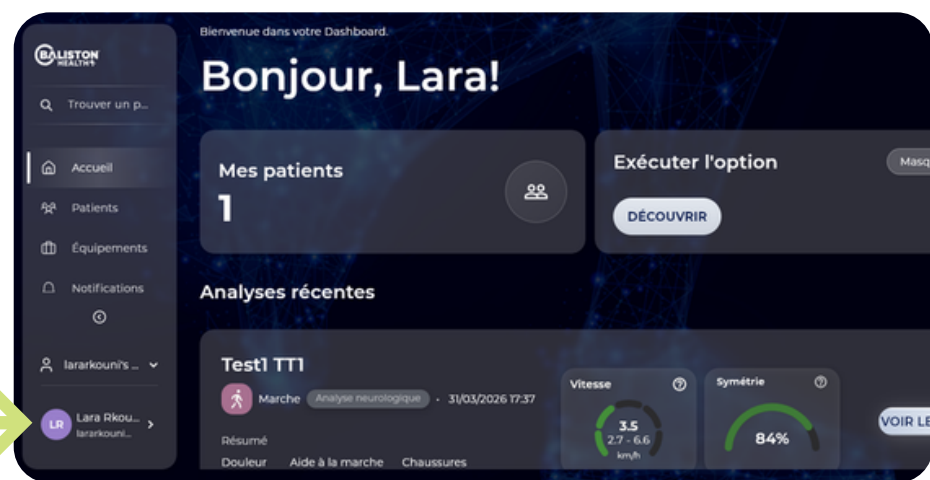 BALISTON
HEALTH
Trouver un p...
Accueil
Patients
Équipements
Notifications
lararkouni's ...
LR
Lara Rkou...
lararkouni...
Bienvenue dans votre Dashboard.
Bonjour, Lara!
Mes patients
1
Exécuter l'option
Masq
DÉCOUVRIR
Analyses récentes
Test1 TT1
Marche Analyse neurologique · 31/03/2026 17:37
Résumé
Douleur Aide à la marche Chaussures
Vitesse
3.5
2.7 - 6.6
km/h
Symétrie
84%
VOIR LE